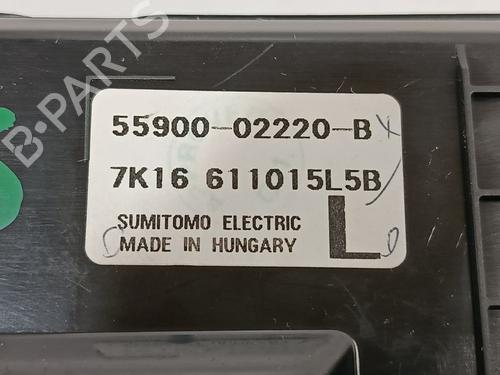 B-PARTS
55900-02220-B
7K16 611015L5B
SUMITOMO ELECTRIC
MADE IN HUNGARY
L